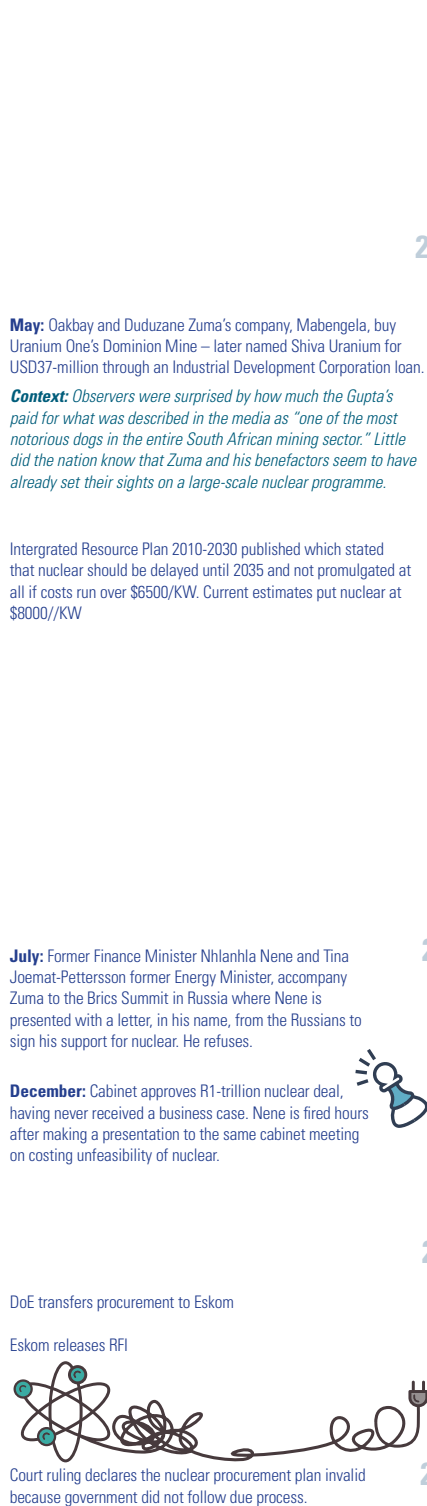 2
May: Oakbay and Duduzane Zuma's company, Mabengela, buy
Uranium One's Dominion Mine – later named Shiva Uranium for
USD37-million through an Industrial Development Corporation loan.
Context: Observers were surprised by how much the Gupta's
paid for what was described in the media as "one of the most
notorious dogs in the entire South African mining sector." Little
did the nation know that Zuma and his benefactors seem to have
already set their sights on a large-scale nuclear programme.
Intergrated Resource Plan 2010-2030 published which stated
that nuclear should be delayed until 2035 and not promulgated at
all if costs run over $6500/KW. Current estimates put nuclear at
$8000//KW
July: Former Finance Minister Nhlanhla Nene and Tina
Joemat-Pettersson former Energy Minister, accompany
Zuma to the Brics Summit in Russia where Nene is
presented with a letter, in his name, from the Russians to
sign his support for nuclear. He refuses.
December: Cabinet approves R1-trillion nuclear deal,
having never received a business case. Nene is fired hours
after making a presentation to the same cabinet meeting
on costing unfeasibility of nuclear.
DoE transfers procurement to Eskom
Eskom releases RFI
Court ruling declares the nuclear procurement plan invalid
because government did not follow due process.